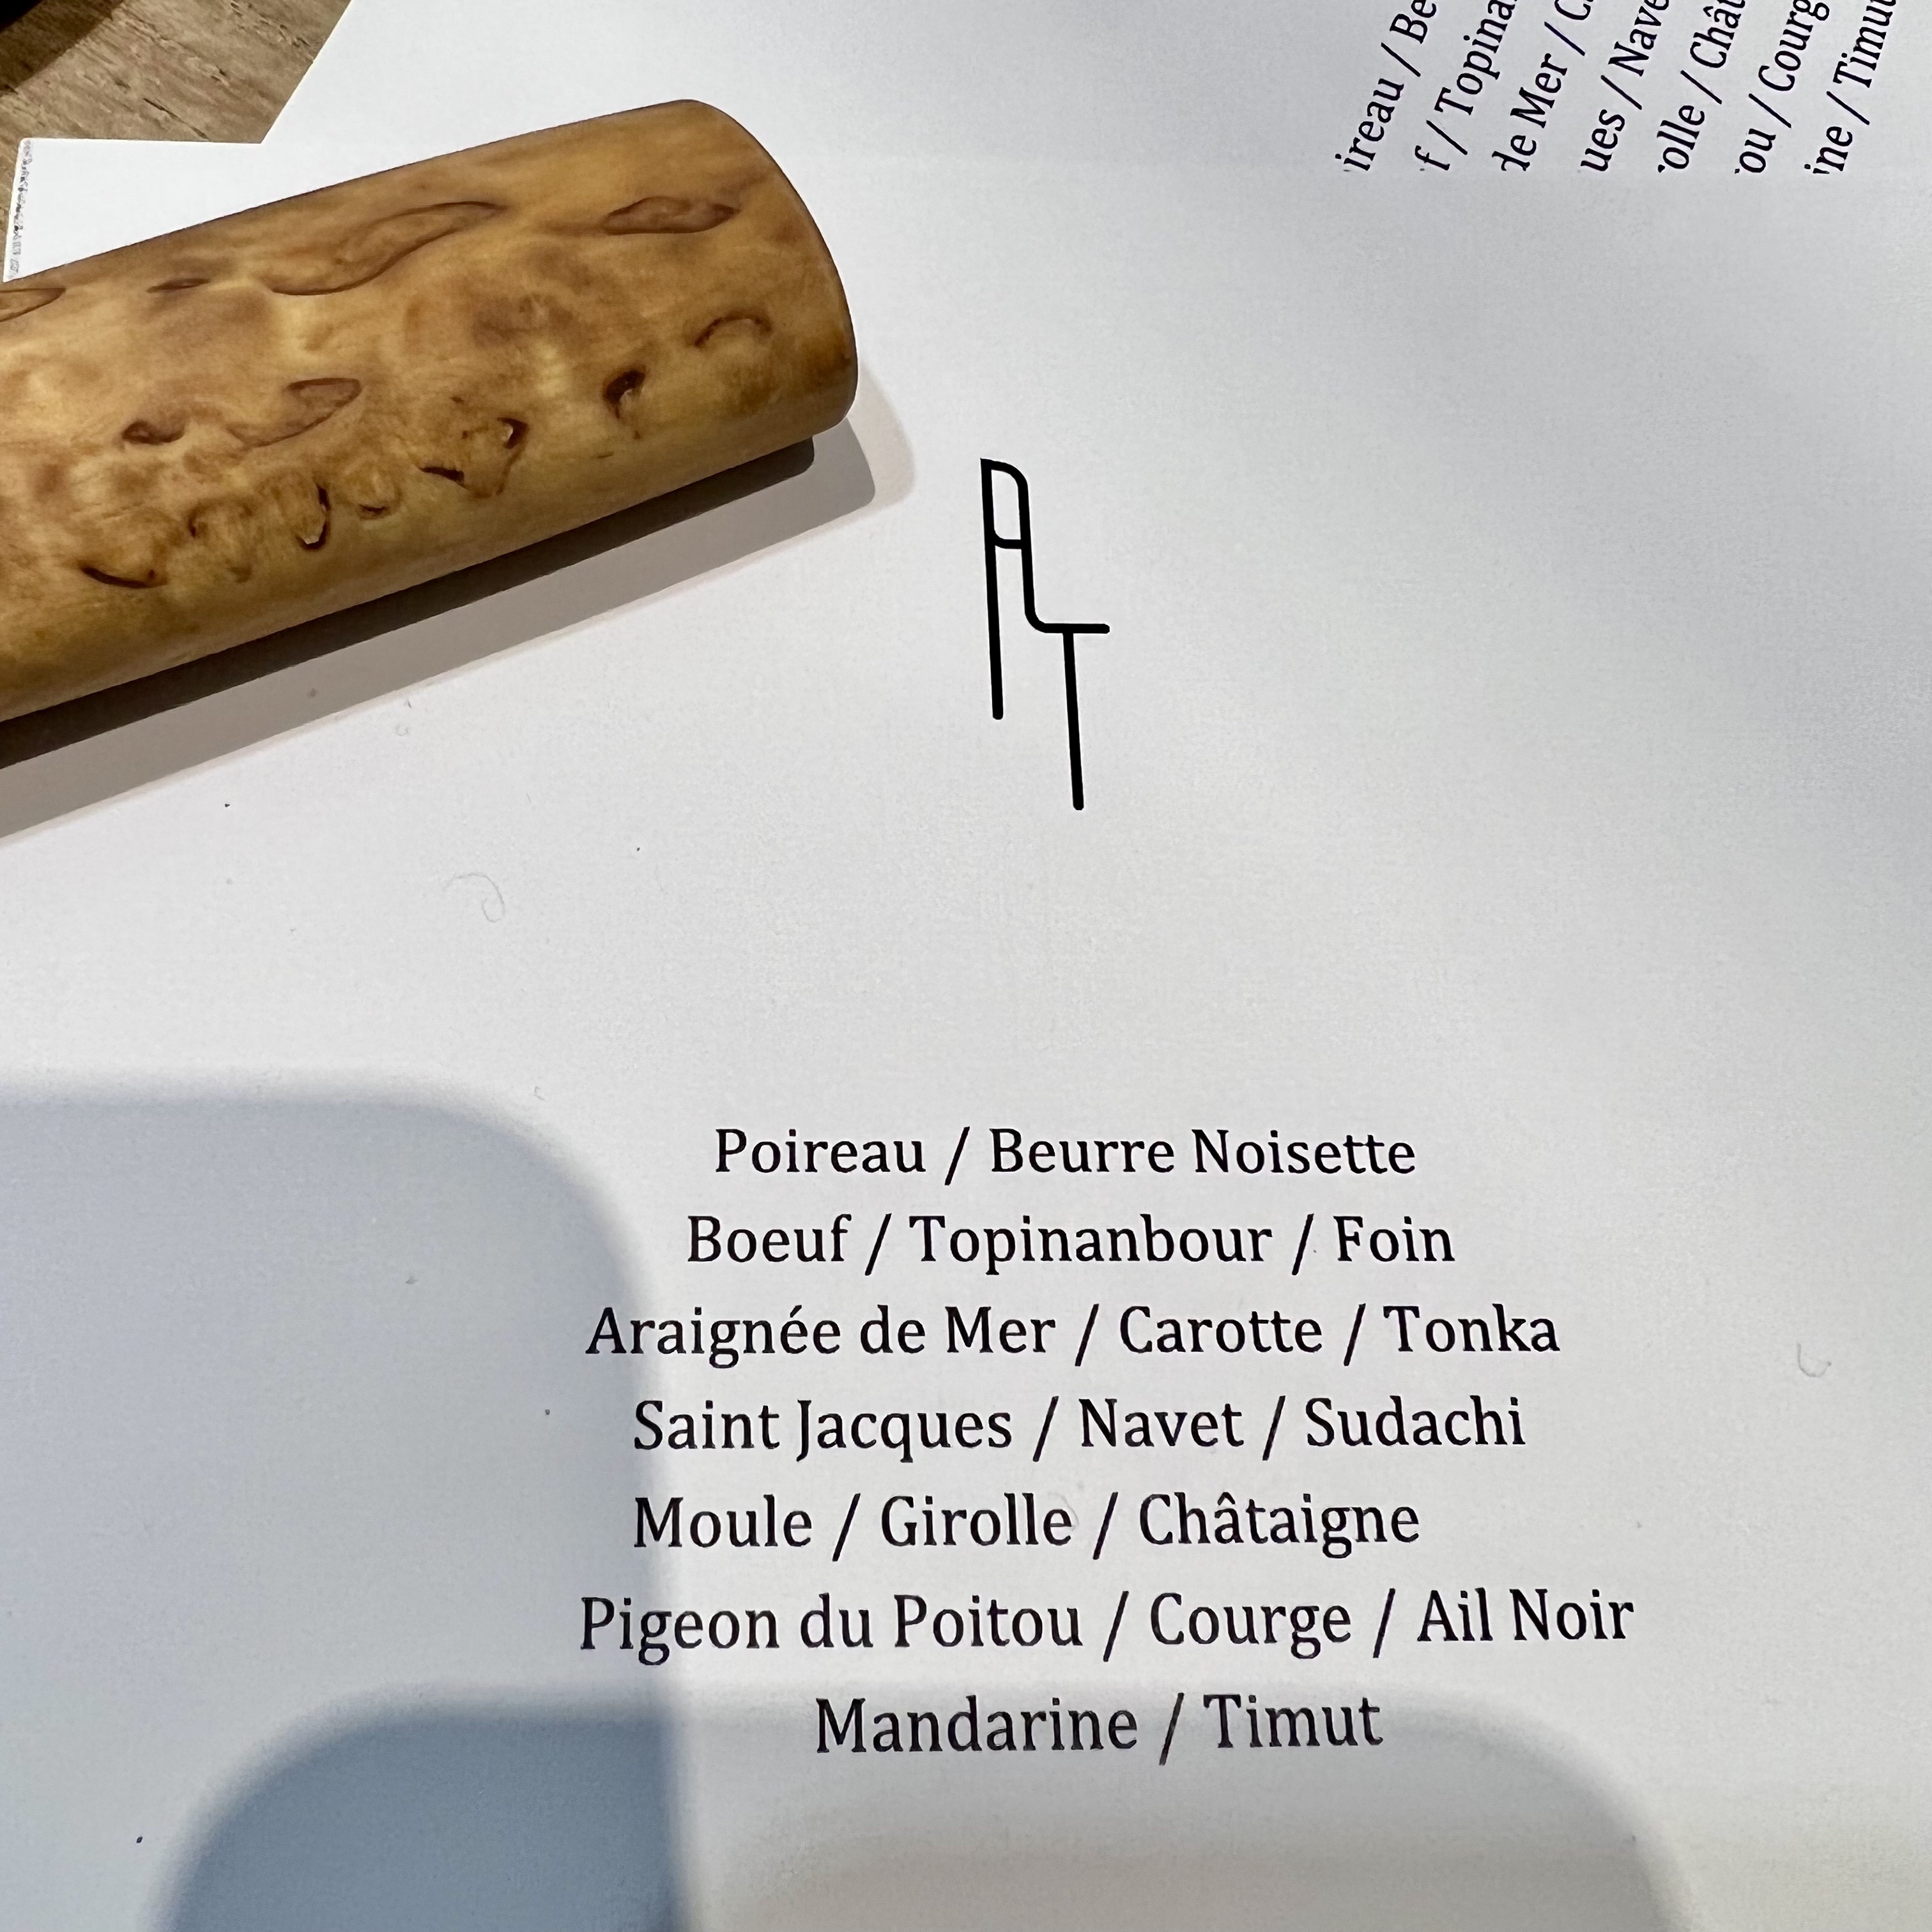 AT
Poireau / Beurre Noisette
Boeuf / Topinanbour / Foin
Araignée de Mer / Carotte / Tonka
Saint Jacques / Navet / Sudachi
Moule / Girolle / Châtaigne
Pigeon du Poitou / Courge / Ail Noir
Mandarine / Timut